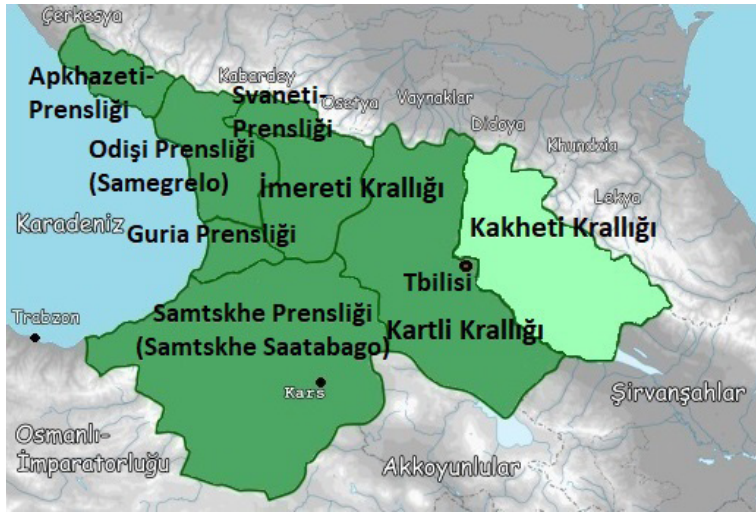 Çerkesya
Apkhazeti-
Prensliği
Kabardey
Svaneti-
Prensliği
Osetya
Vaynaklar
Didoya
Khundzia
Lekya
Odişi Prensliği
(Samegrelo)
İmereti Krallığı
Karadeniz
Kakheti Krallığı
Guria Prensliği
Tbilisi
Trabzon
Samtskhe Prensliği
(Samtskhe Saatabago)
Kartli Krallığı
Kars
Şirvanşahlar
Osmanlı-
İmparatorluğu
Akkoyunlular